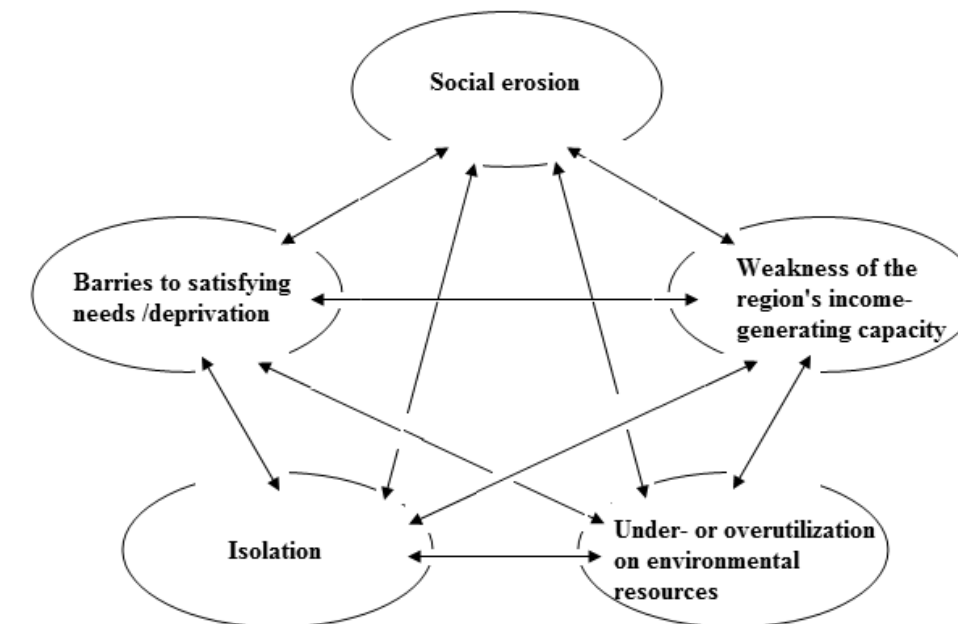 Social erosion
Barries to satisfying
needs /deprivation
Weakness of the
region's income-
generating capacity
Isolation
Under- or overutilization
on environmental
resources